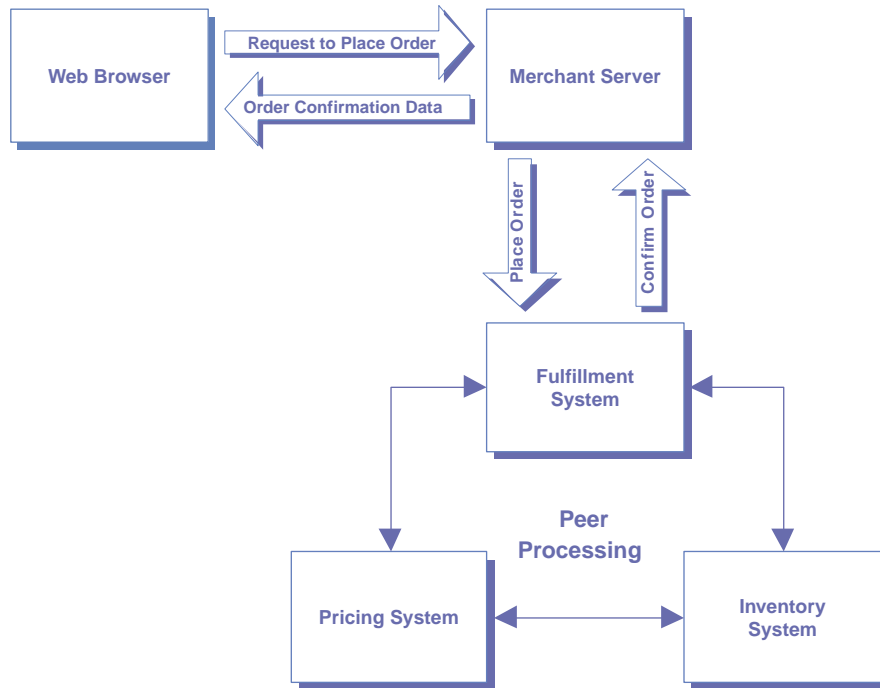 Web Browser
Request to Place Order
Order Confirmation Data
Merchant Server
Place Order
Confirm Order
Fulfillment
System
Peer
Processing
Pricing System
Inventory
System